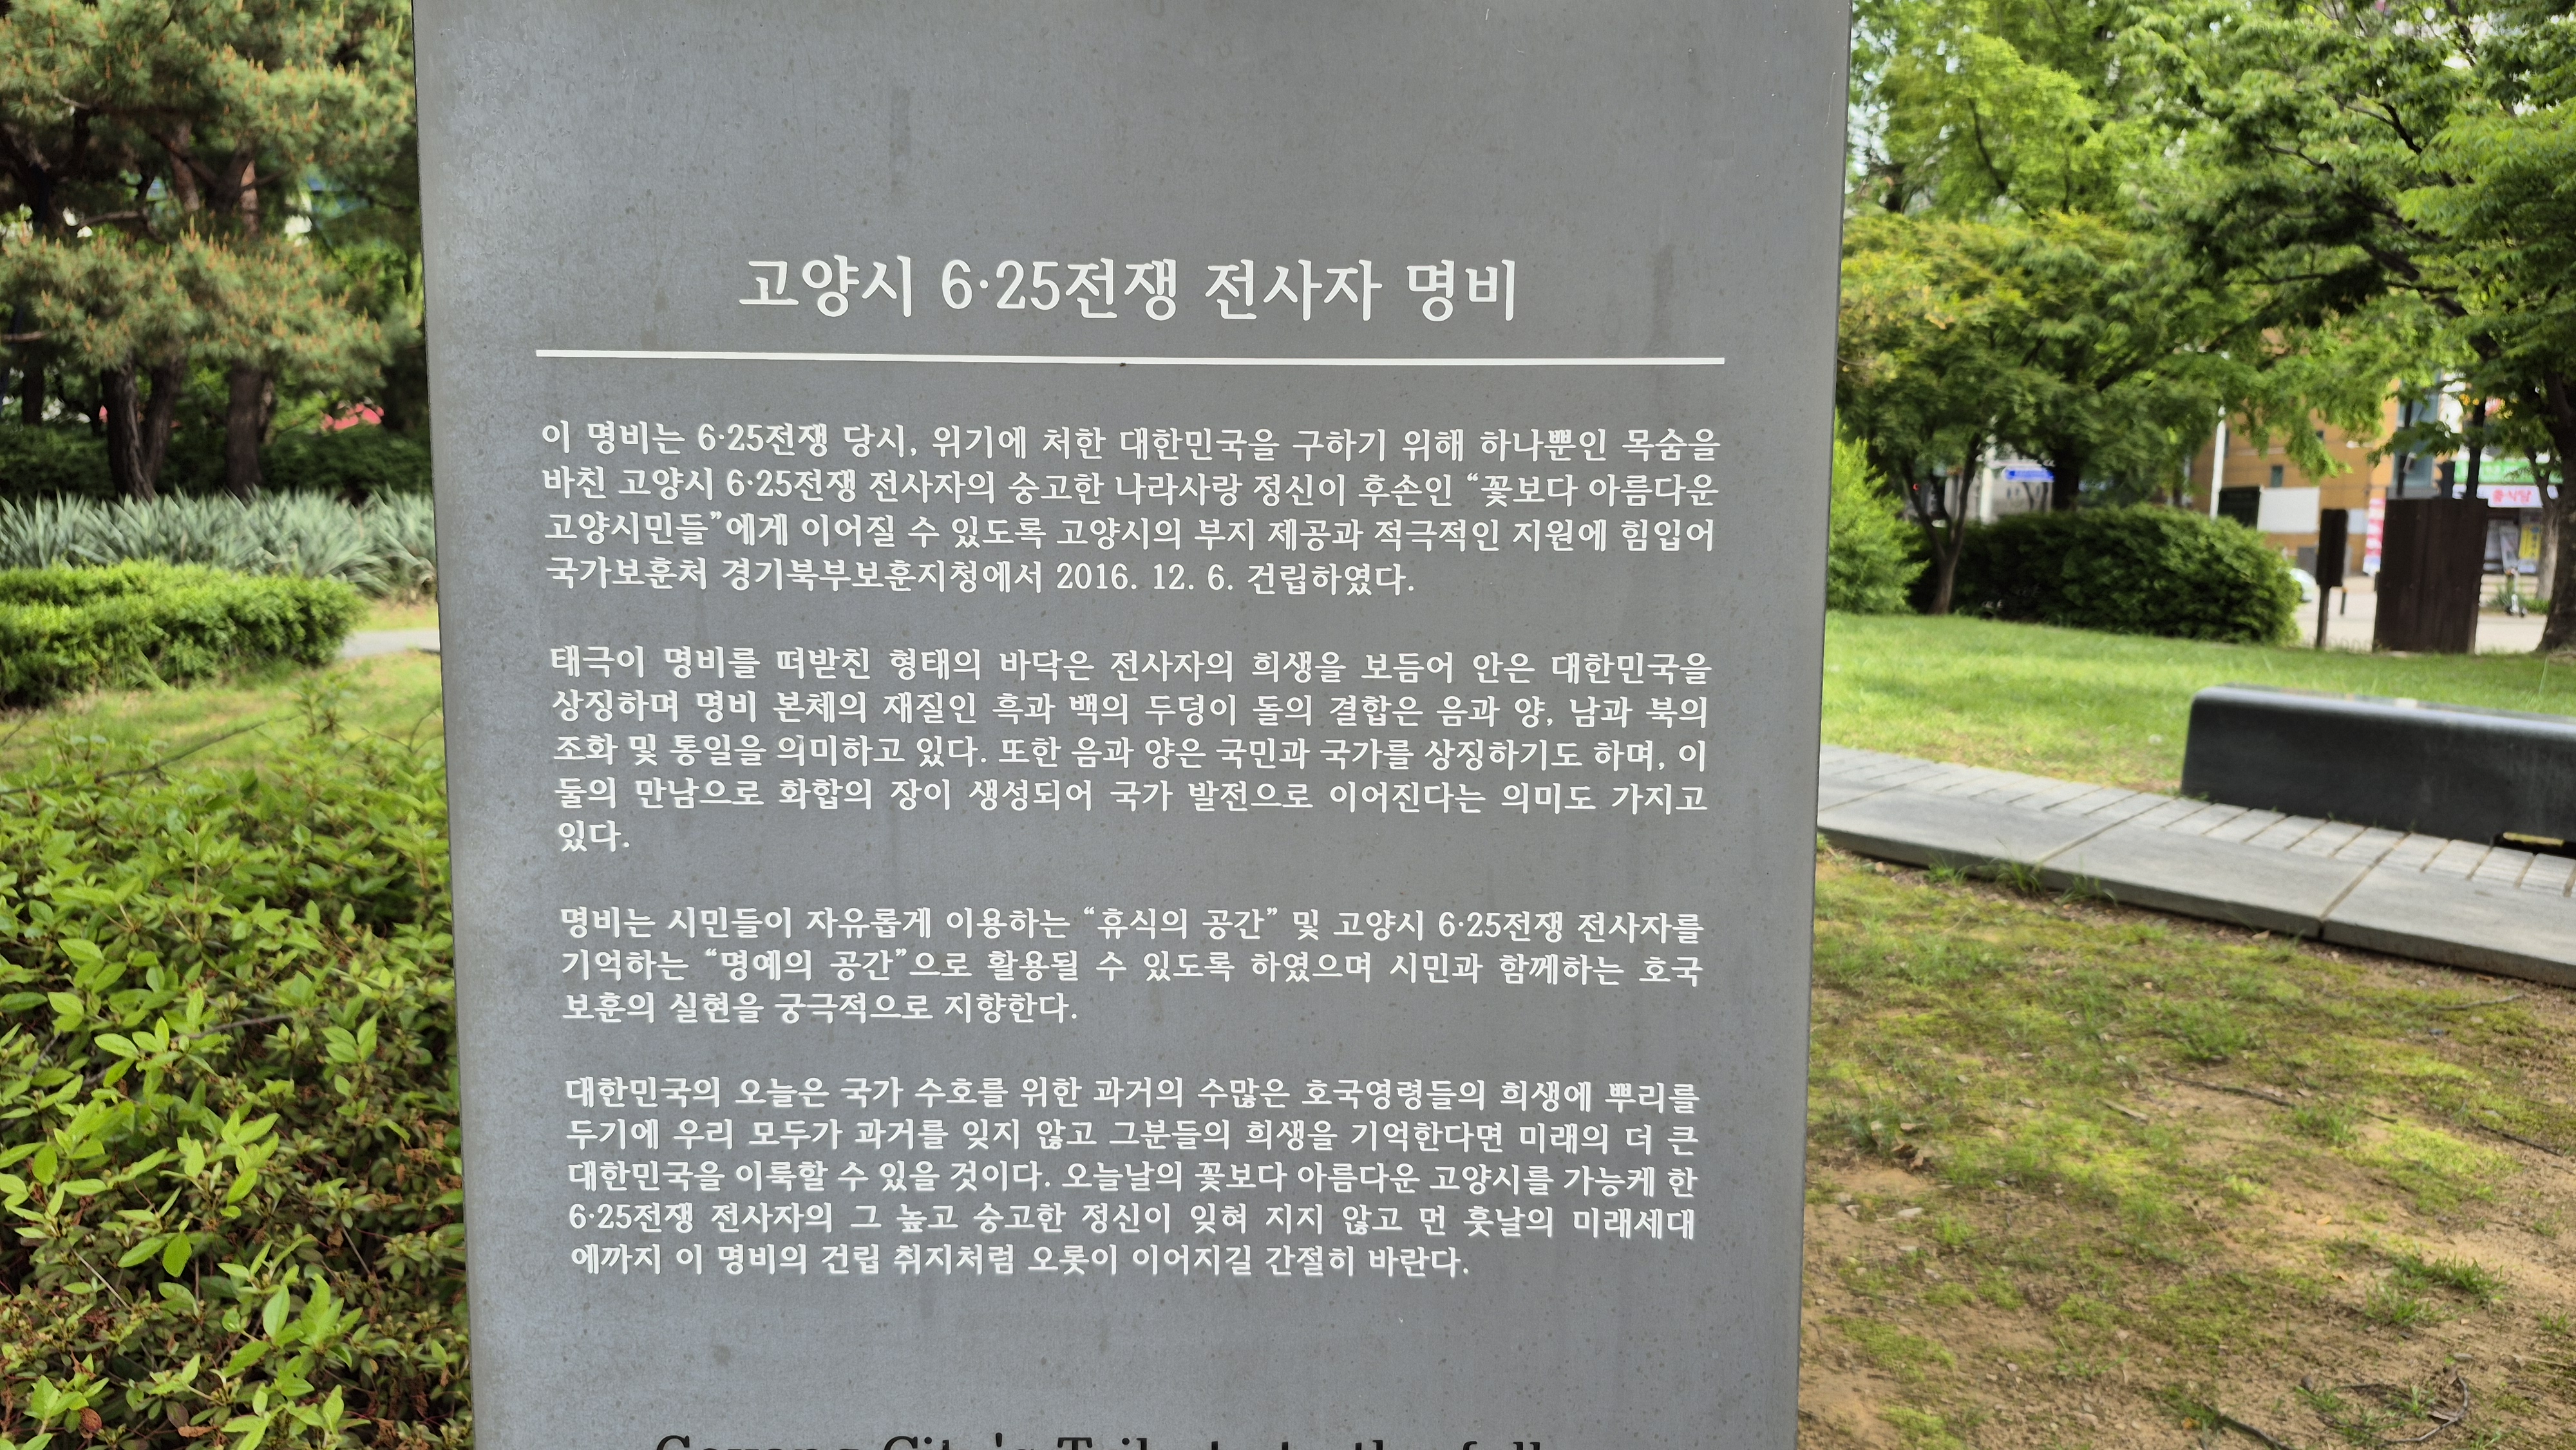 고양시 6·25전쟁 전사자 명비
이 명비는 6·25전쟁 당시, 위기에 처한 대한민국을 구하기 위해 하나뿐인 목숨을
바친 고양시 6·25전쟁 전사자의 숭고한 나라사랑 정신이 후손인 “꽃보다 아름다운
고양시민들”에게 이어질 수 있도록 고양시의 부지 제공과 적극적인 지원에 힘입어
국가보훈처 경기북부보훈지청에서 2016. 12. 6. 건립하였다.
태극이 명비를 떠받친 형태의 바닥은 전사자의 희생을 보듬어 안은 대한민국을
상징하며 명비 본체의 재질인 흑과 백의 두덩이 돌의 결합은 음과 양, 남과 북의
조화 및 통일을 의미하고 있다. 또한 음과 양은 국민과 국가를 상징하기도 하며, 이
둘의 만남으로 화합의 장이 생성되어 국가 발전으로 이어진다는 의미도 가지고
있다.
명비는 시민들이 자유롭게 이용하는 “휴식의 공간” 및 고양시 6·25전쟁 전사자를
기억하는 “명예의 공간”으로 활용될 수 있도록 하였으며 시민과 함께하는 호국
보훈의 실현을 궁극적으로 지향한다.
대한민국의 오늘은 국가 수호를 위한 과거의 수많은 호국영령들의 희생에 뿌리를
두기에 우리 모두가 과거를 잊지 않고 그분들의 희생을 기억한다면 미래의 더 큰
대한민국을 이룩할 수 있을 것이다. 오늘날의 꽃보다 아름다운 고양시를 가능케 한
6·25전쟁 전사자의 그 높고 숭고한 정신이 잊혀 지지 않고 먼 훗날의 미래세대
에까지 이 명비의 건립 취지처럼 오롯이 이어지길 간절히 바란다.
Goyang City's Tribute to the